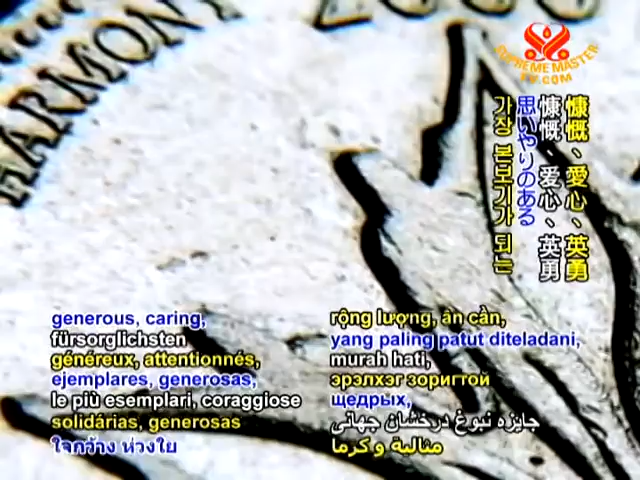 HARMONY
SUPREME MASTER
TV.COM
慷慨、愛心、英勇
慷慨、爱心、英勇
思いやりのある
가장 본보기가 되는
generous, caring,
fürsorglichsten
généreux, attentionnés,
ejemplares, generosas,
le più esemplari, coraggiose
solidárias, generosas
ใจกว้าง ห่วงใย
rộng lượng, ân cần,
yang paling patut diteladani,
murah hati,
эрэлхэг зоригтой
щедрых,
جایزه نبوغ درخشان جهانی
مثالية و كرما